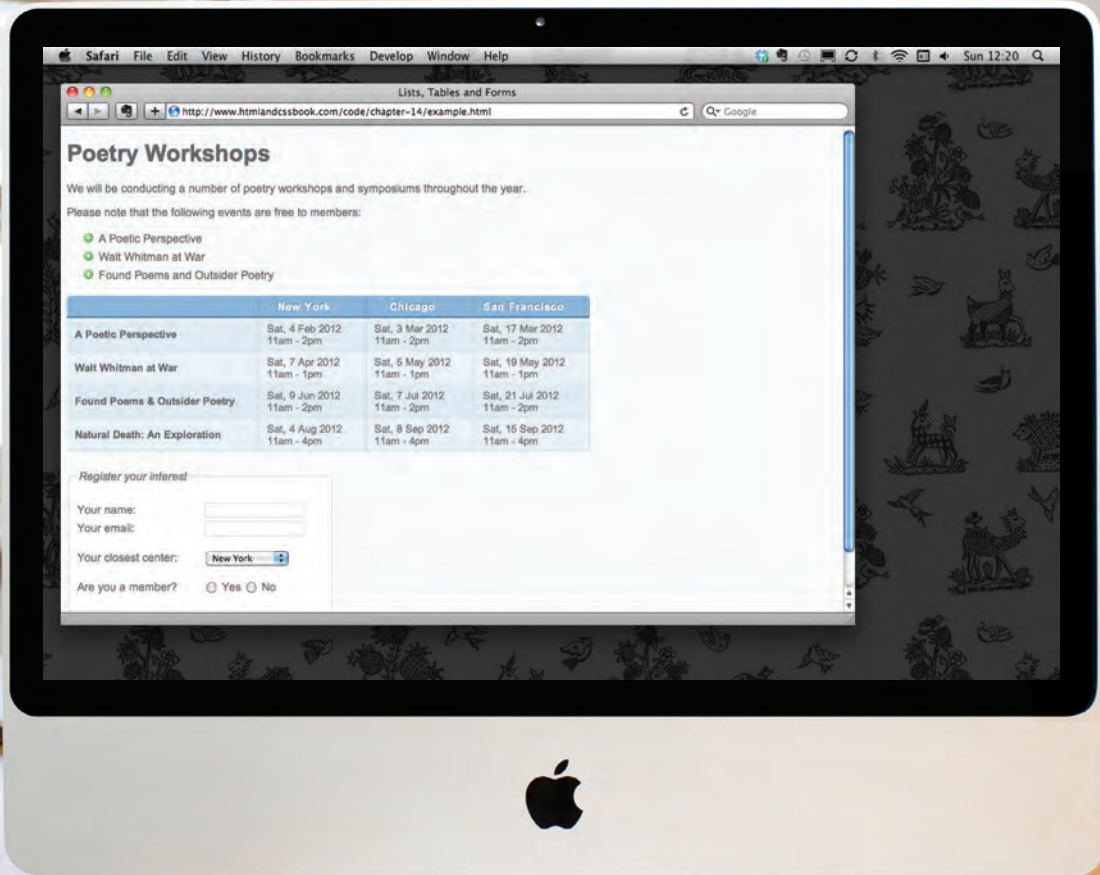 Safari File Edit View History Bookmarks Develop Window Help Sun 12:20
Lists, Tables and Forms
http://www.htmlandcssbook.com/code/chapter-14/example.html Google
Poetry Workshops
We will be conducting a number of poetry workshops and symposiums throughout the year.
Please note that the following events are free to members:
A Poetic Perspective
Walt Whitman at War
Found Poems and Outsider Poetry
New York Chicago San Francisco
A Poetic Perspective Sat, 4 Feb 2012 Sat, 3 Mar 2012 Sat, 17 Mar 2012
11am - 2pm 11am - 2pm 11am - 2pm
Walt Whitman at War Sat, 7 Apr 2012 Sat, 5 May 2012 Sat, 19 May 2012
11am - 1pm 11am - 1pm 11am - 1pm
Found Poems & Outsider Poetry Sat, 9 Jun 2012 Sat, 7 Jul 2012 Sat, 21 Jul 2012
11am - 2pm 11am - 2pm 11am - 2pm
Natural Death: An Exploration Sat, 4 Aug 2012 Sat, 8 Sep 2012 Sat, 15 Sep 2012
11am - 4pm 11am - 4pm 11am - 4pm
Register your interest
Your name:
Your email:
Your closest center: New York
Are you a member? Yes No